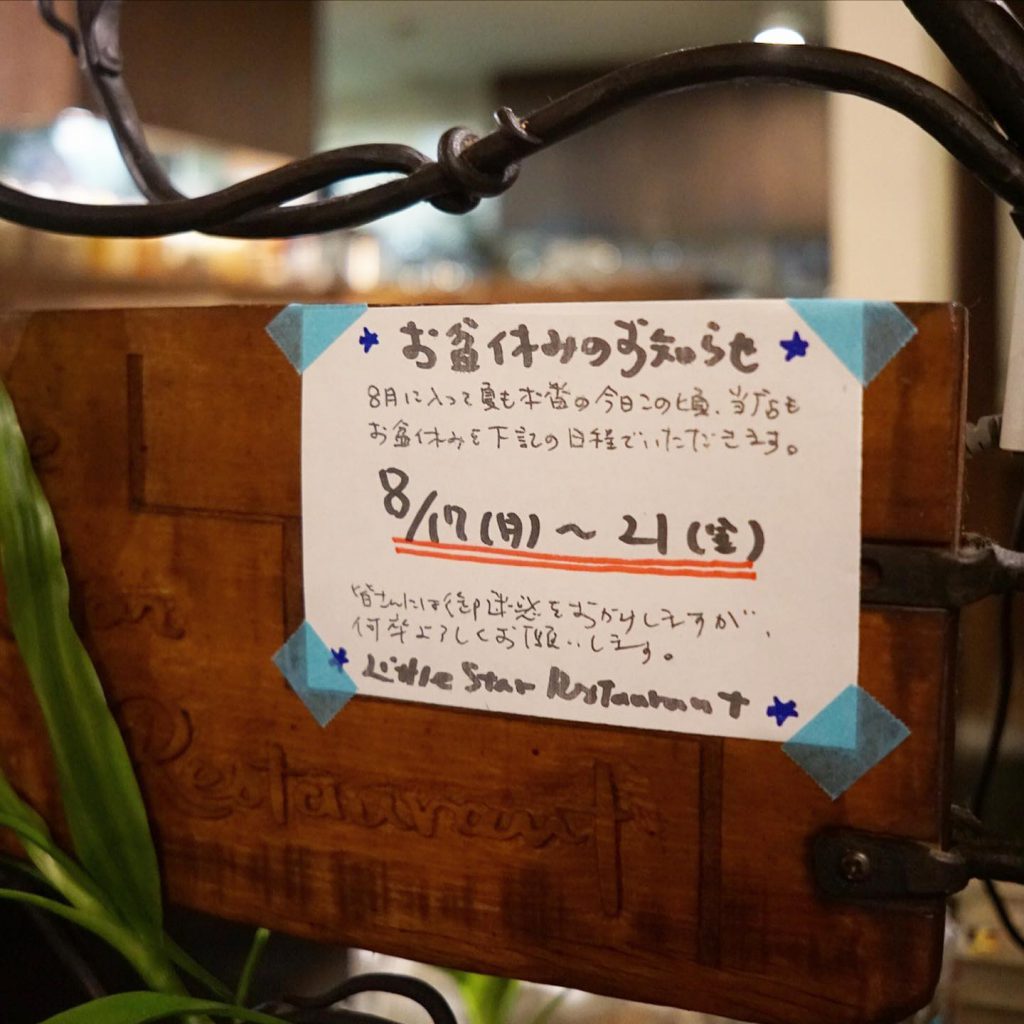 お盆休みのお知らせ
8月に入って夏も本番の今日この頃、当店も
お盆休みを下記の日程でいただきます。
8/17(月)～21(金)
皆さんには御迷惑をおかけしますが、
何卒よろしくお願いします。
Little Star Restaurant
Restaurant